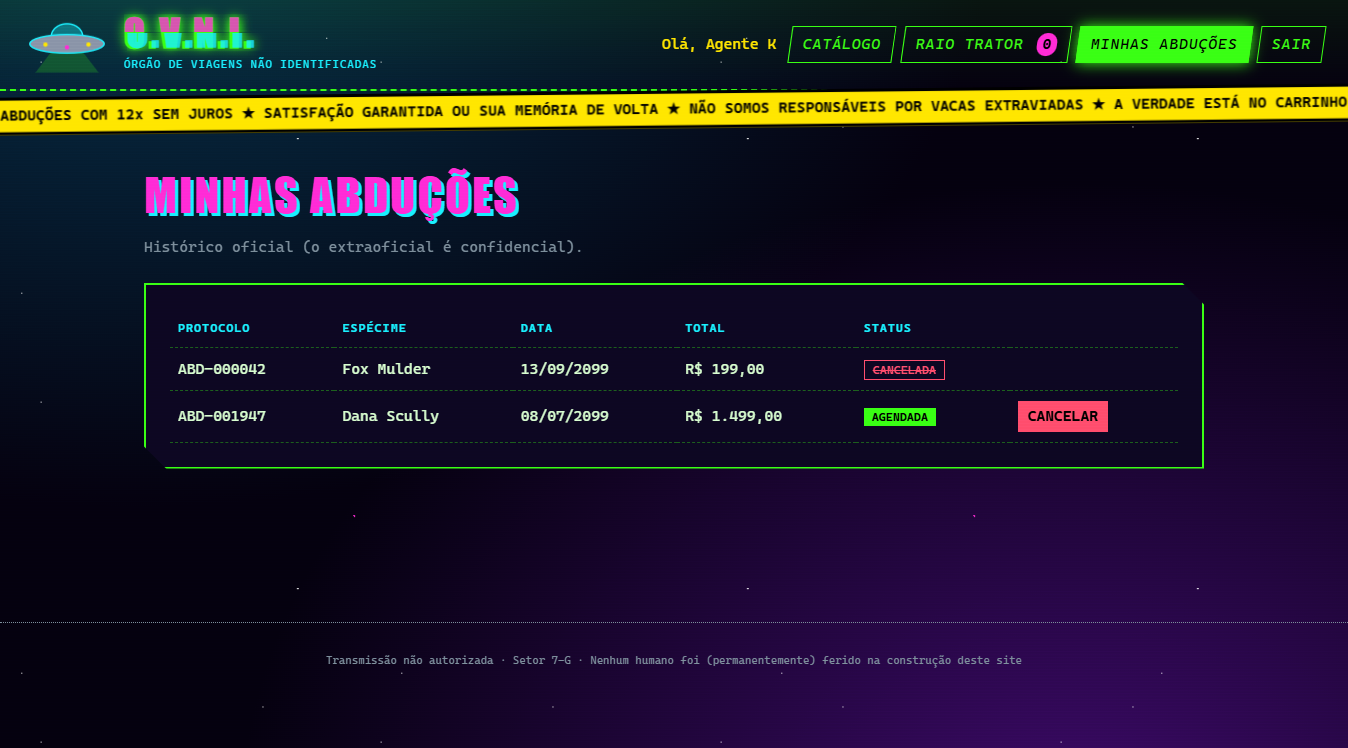 O.V.N.I.
ÓRGÃO DE VIAGENS NÃO IDENTIFICADAS
Olá, Agente K
CATÁLOGO
RAIO TRATOR 0
MINHAS ABDUÇÕES
SAIR
ABDUÇÕES COM 12x SEM JUROS ★ SATISFAÇÃO GARANTIDA OU SUA MEMÓRIA DE VOLTA ★ NÃO SOMOS RESPONSÁVEIS POR VACAS EXTRAVIADAS ★ A VERDADE ESTÁ NO CARRINHO
MINHAS ABDUÇÕES
Histórico oficial (o extraoficial é confidencial).
PROTOCOLO ESPÉCIME DATA TOTAL STATUS
ABD-000042 Fox Mulder 13/09/2099 R$ 199,00 CANCELADA
ABD-001947 Dana Scully 08/07/2099 R$ 1.499,00 AGENDADA CANCELAR
Transmissão não autorizada · Setor 7-G · Nenhum humano foi (permanentemente) ferido na construção deste site